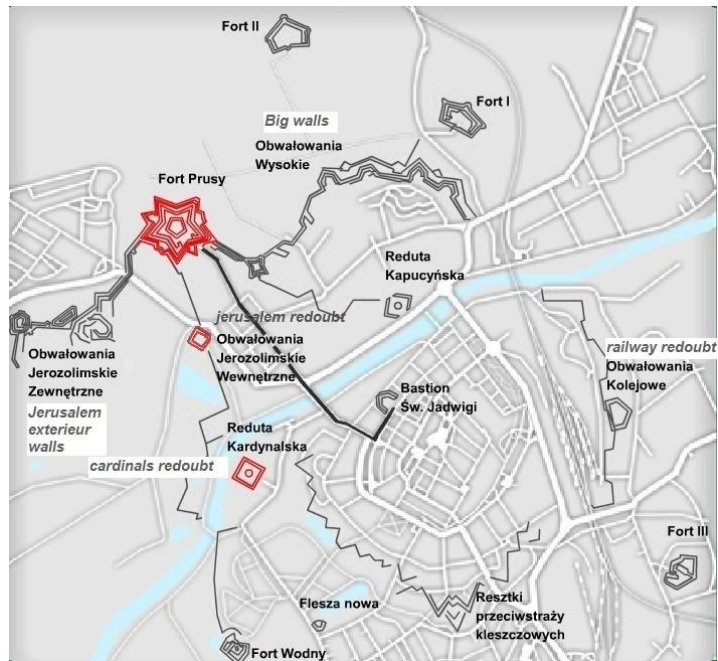 Fort II
Fort I
Big walls
Obwałowania
Wysokie
Fort Prusy
Reduta
Kapucyńska
jerusalem redoubt
Obwałowania
Jerozolimskie
Wewnętrzne
railway redoubt
Obwałowania
Kolejowe
Obwałowania
Jerozolimskie
Zewnętrzne
Jerusalem
exterieur
walls
Bastion
Św. Jadwigi
Reduta
Kardynalska
cardinals redoubt
Fort III
Flesza nowa
Resztki
przeciwstraży
kleszczowych
Fort Wodny